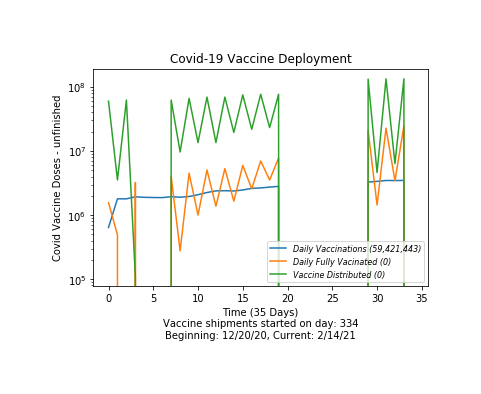 Covid-19 Vaccine Deployment
Covid Vaccine Doses - unfinished
10⁸
10⁷
10⁶
10⁵
0 5 10 15 20 25 30 35
Daily Vaccinations (59,421,443)
Daily Fully Vacinated (0)
Vaccine Distributed (0)
Time (35 Days)
Vaccine shipments started on day: 334
Beginning: 12/20/20, Current: 2/14/21